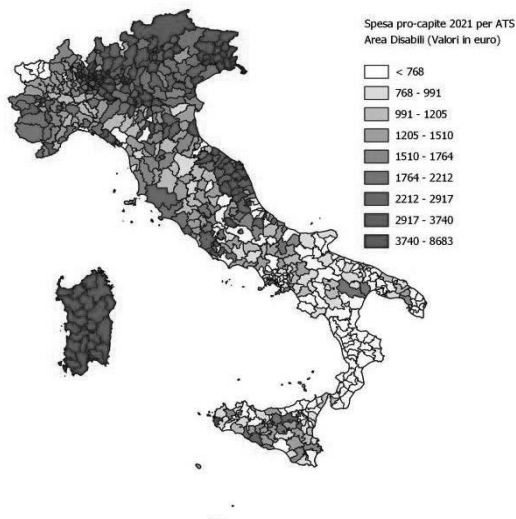 Spesa pro-capite 2021 per ATS
Area Disabili (Valori in euro)
< 768
768 - 991
991 - 1205
1205 - 1510
1510 - 1764
1764 - 2212
2212 - 2917
2917 - 3740
3740 - 8683